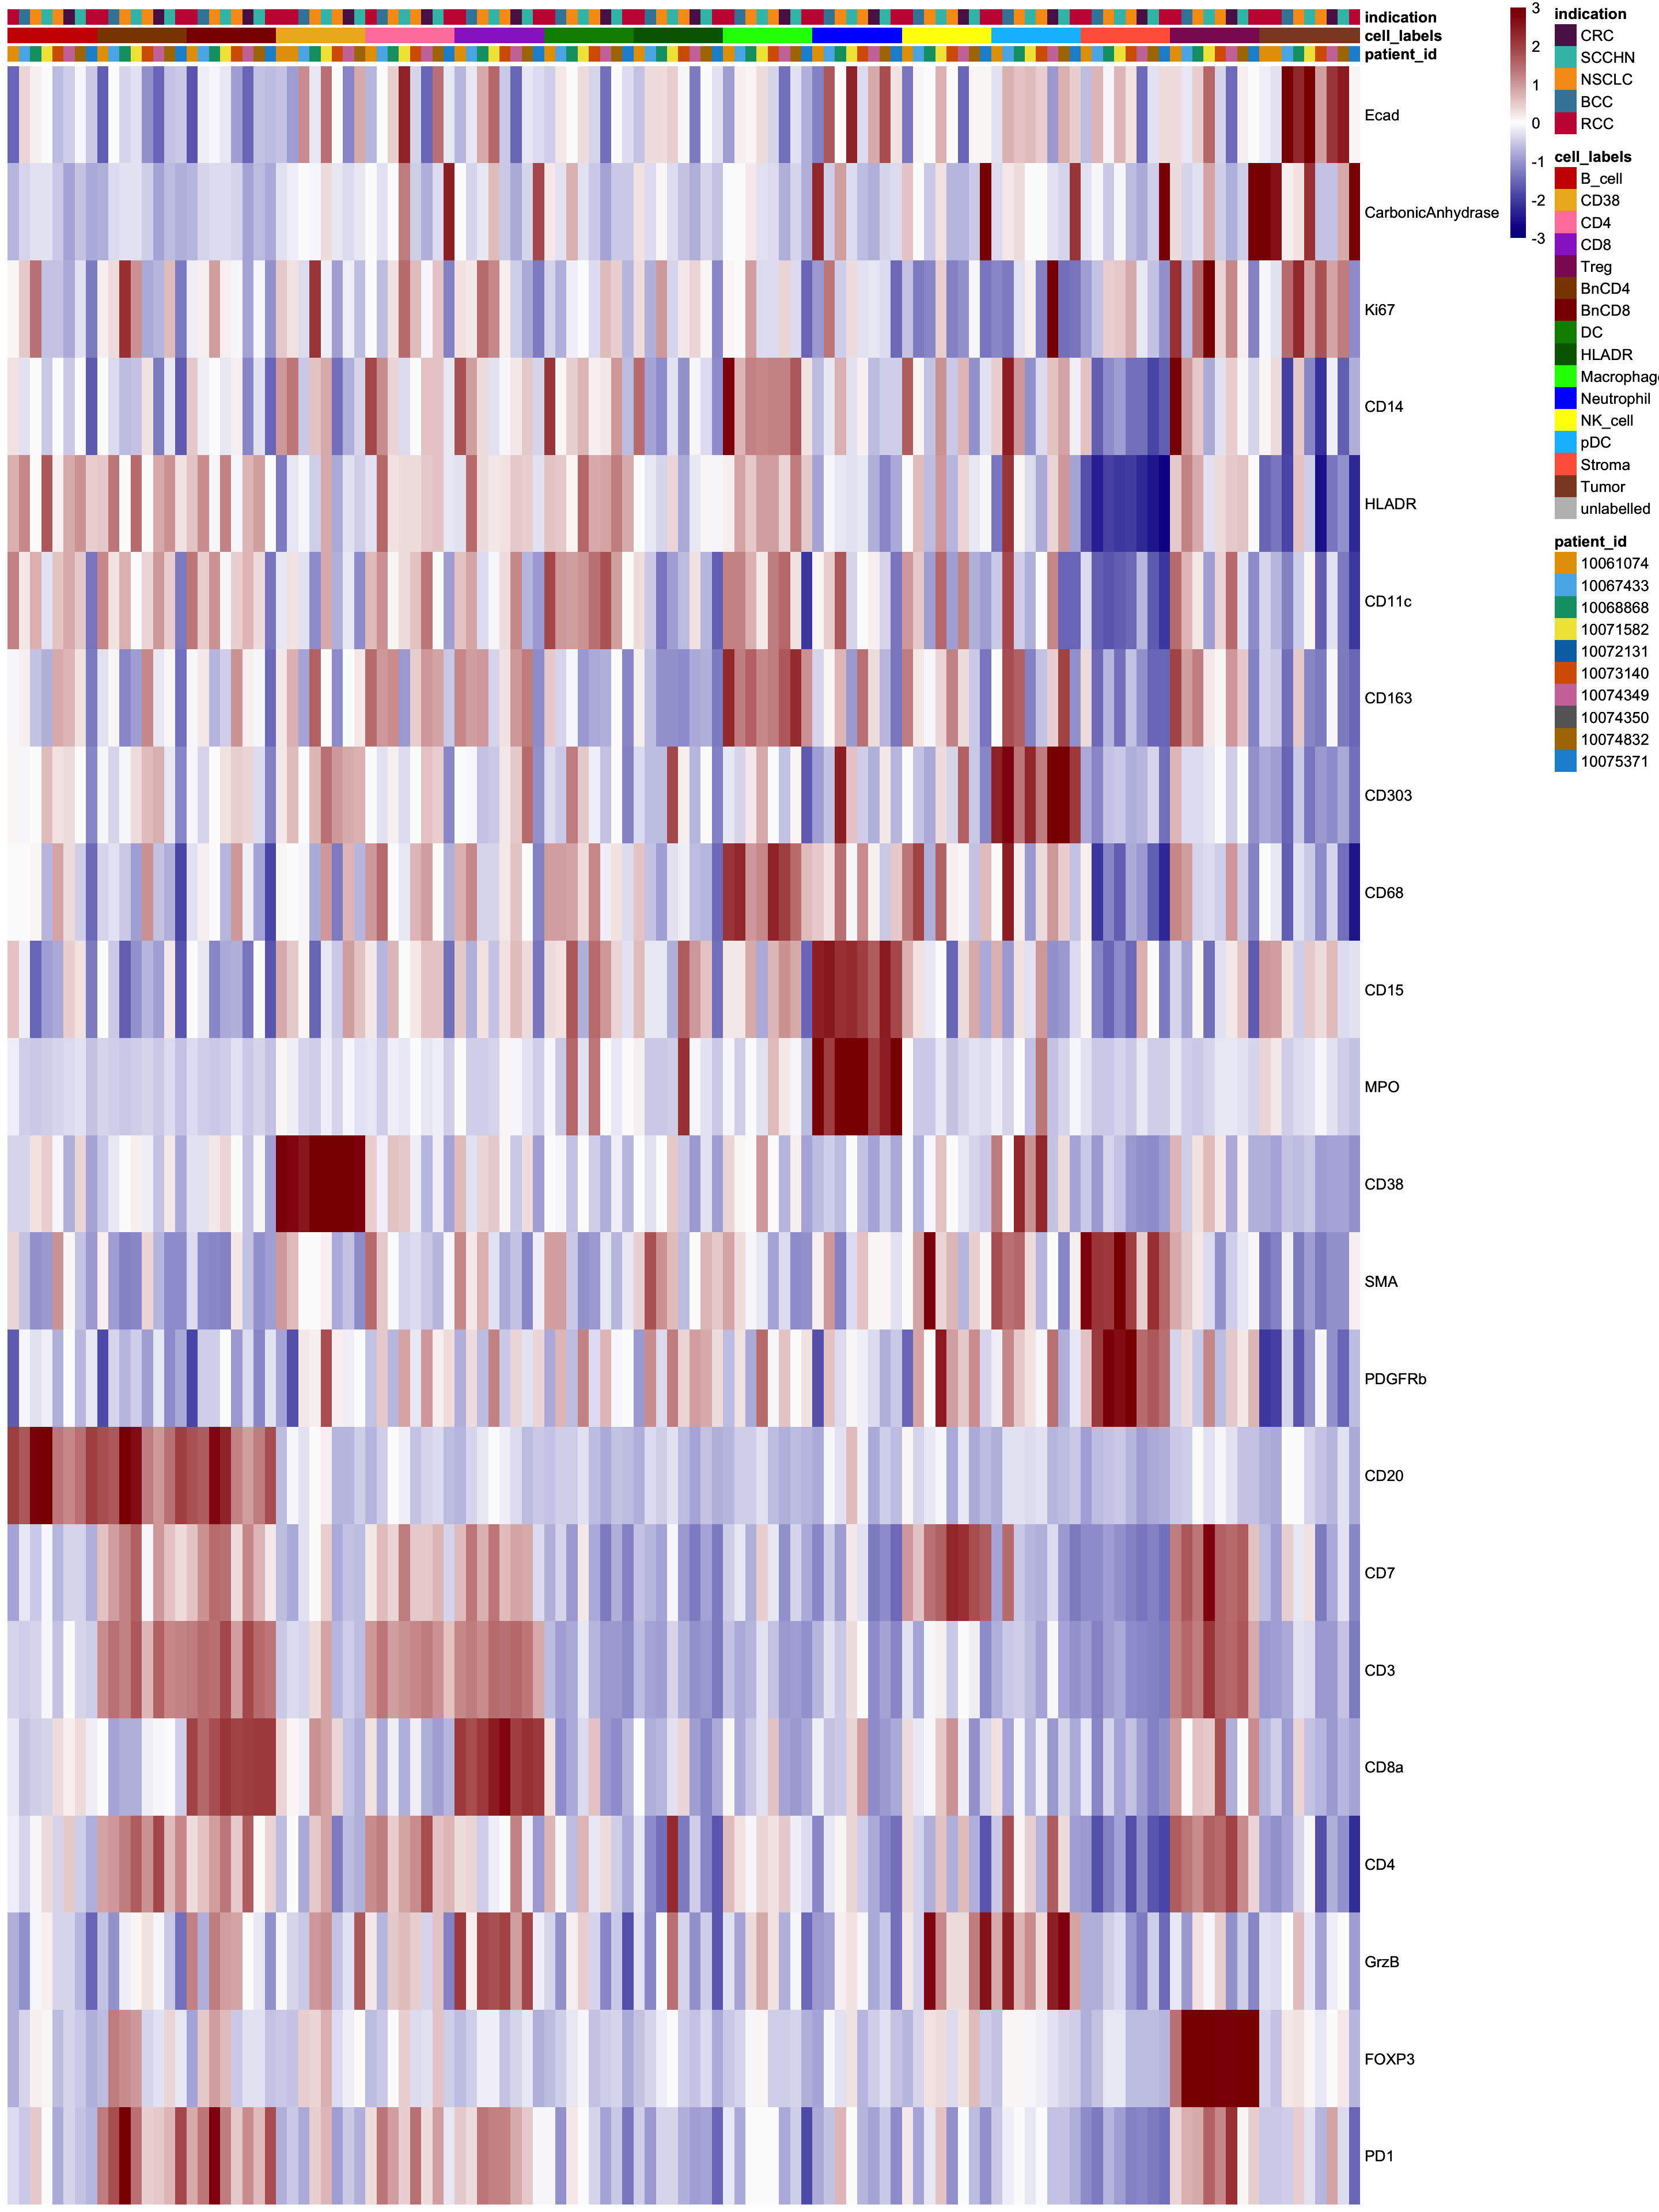 indication
cell_labels
patient_id
Ecad
CarbonicAnhydrase
Ki67
CD14
HLADR
CD11c
CD163
CD303
CD68
CD15
MPO
CD38
SMA
PDGFRb
CD20
CD7
CD3
CD8a
CD4
GrzB
FOXP3
PD1
3
2
1
0
-1
-2
-3
indication
CRC
SCCHN
NSCLC
BCC
RCC
cell_labels
B_cell
CD38
CD4
CD8
Treg
BnCD4
BnCD8
DC
HLADR
Macrophag
Neutrophil
NK_cell
pDC
Stroma
Tumor
unlabelled
patient_id
10061074
10067433
10068868
10071582
10072131
10073140
10074349
10074350
10074832
10075371